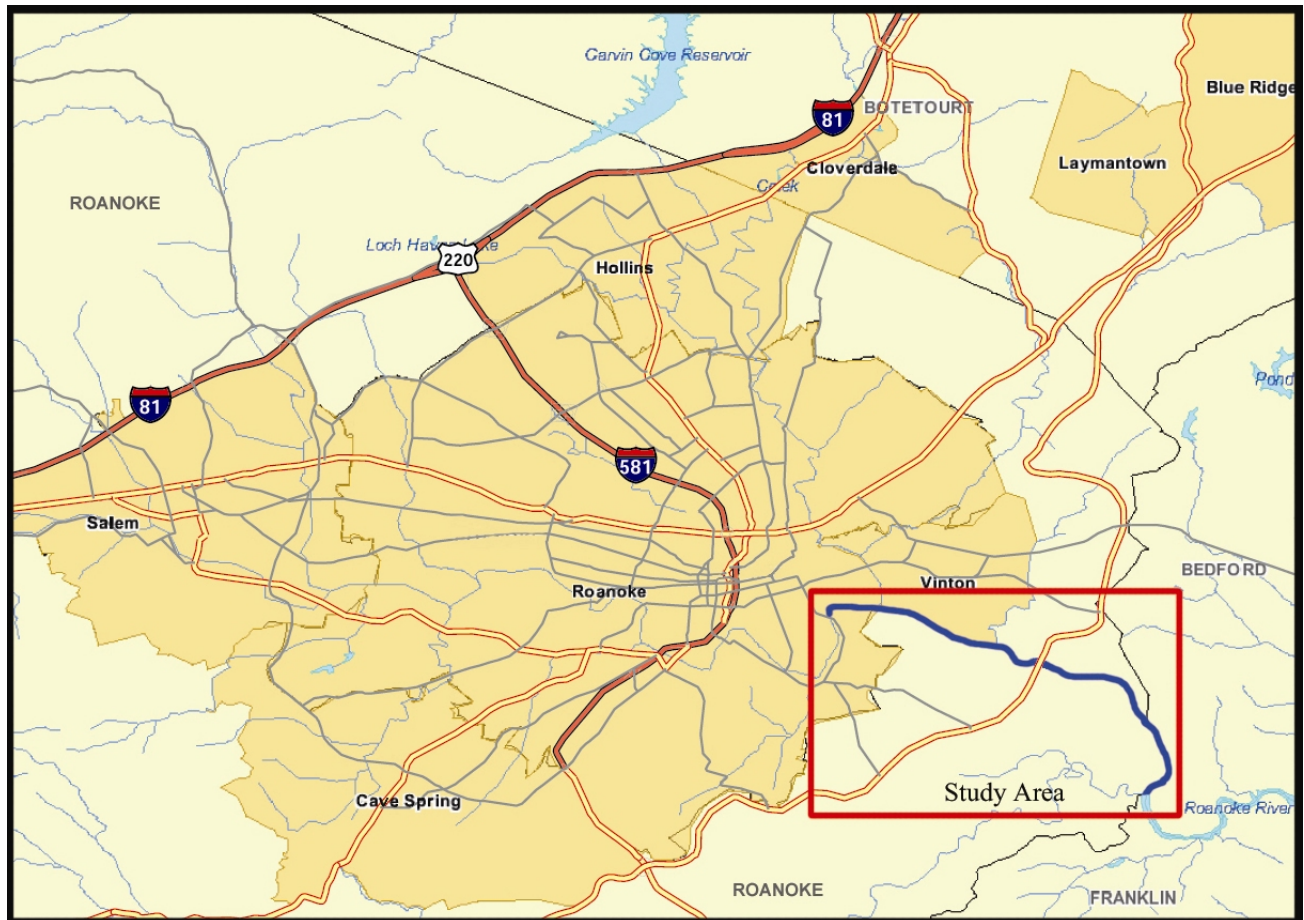 Carvin Cove Reservoir
Blue Ridge
81
BOTETOURT
Laymantown
Cloverdale
Creek
ROANOKE
Loch Haven Lake
220
Hollins
Pond
81
581
Salem
BEDFORD
Vinton
Roanoke
Study Area
Cave Spring
Roanoke River
ROANOKE
FRANKLIN